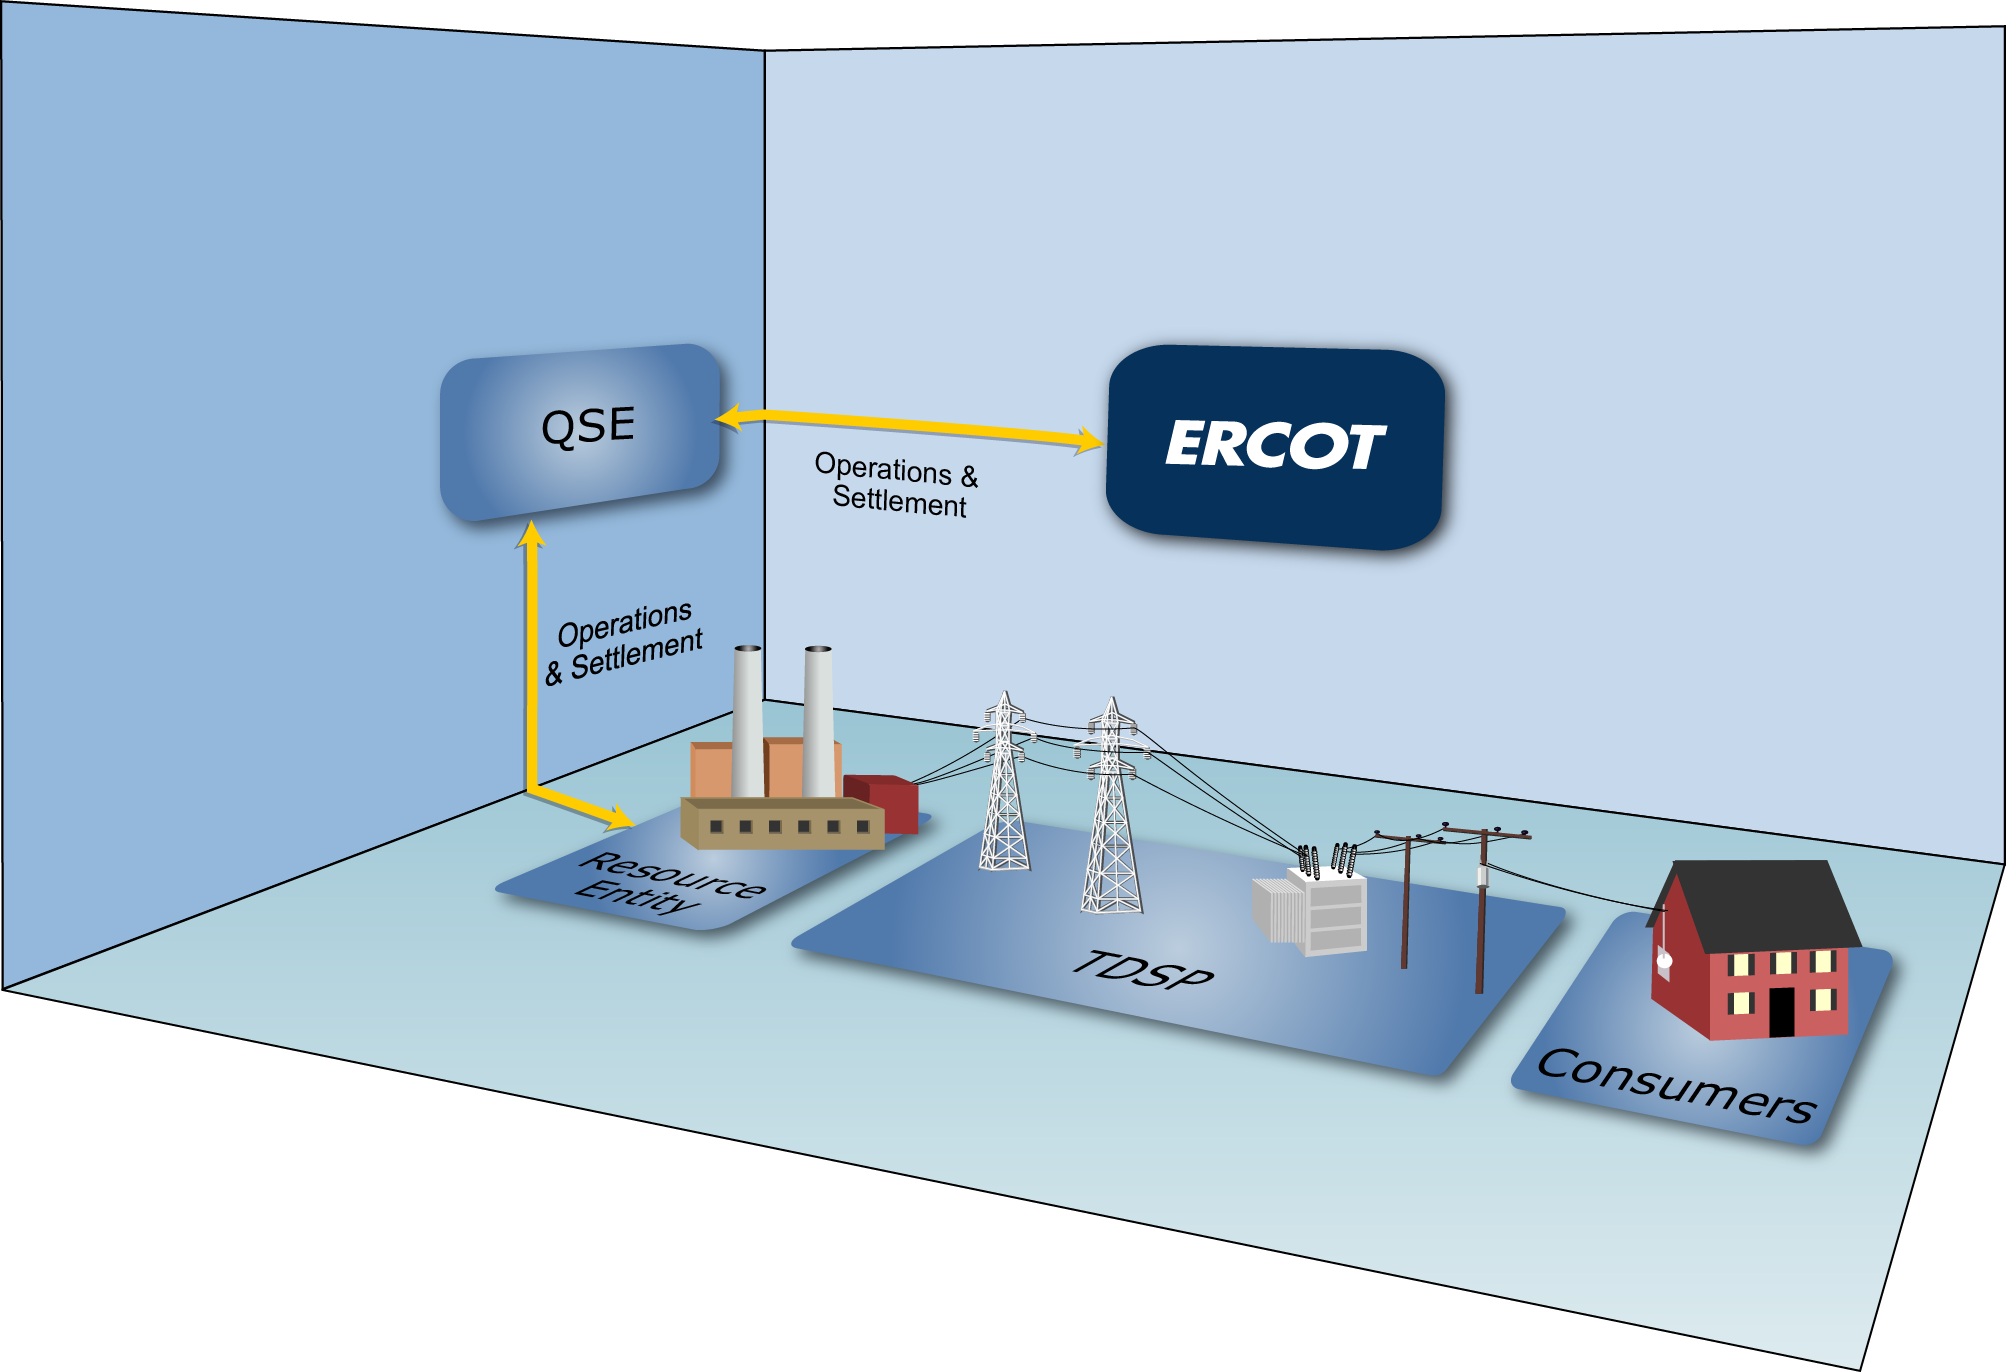 QSE
ERCOT
Operations &
Settlement
Operations
& Settlement
Resource
Entity
TDSP
Consumers